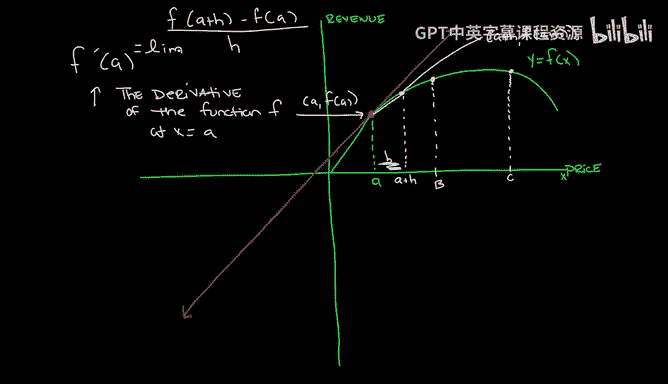 f(a+h) - f(a)
h
f'(a) = lim
↑ THE DERIVATIVE
of the function f
at x = a
REVENUE
GPT中英字幕课程资源
bilibili
y=f(x)
(a, f(a))
h
a
a+h
B
C
x
PRICE